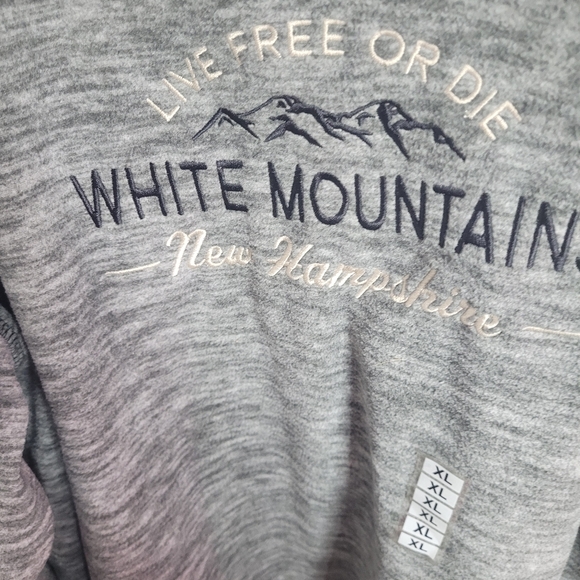 LIVE FREE OR DIE
WHITE MOUNTAINS
New Hampshire
XL
XL
XL
XL
XL
XL